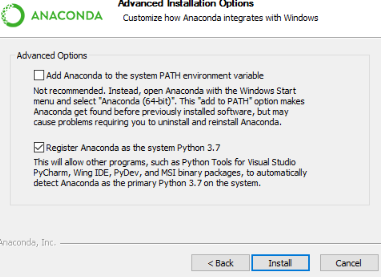 Advanced Installation Options
ANACONDA
Customize how Anaconda integrates with Windows
Advanced Options
Add Anaconda to the system PATH environment variable
Not recommended. Instead, open Anaconda with the Windows Start
menu and select "Anaconda (64-bit)". This "add to PATH" option makes
Anaconda get found before previously installed software, but may
cause problems requiring you to uninstall and reinstall Anaconda.
Register Anaconda as the system Python 3.7
This will allow other programs, such as Python Tools for Visual Studio
PyCharm, Wing IDE, PyDev, and MSI binary packages, to automatically
detect Anaconda as the primary Python 3.7 on the system.
Anaconda, Inc.
< Back Install Cancel